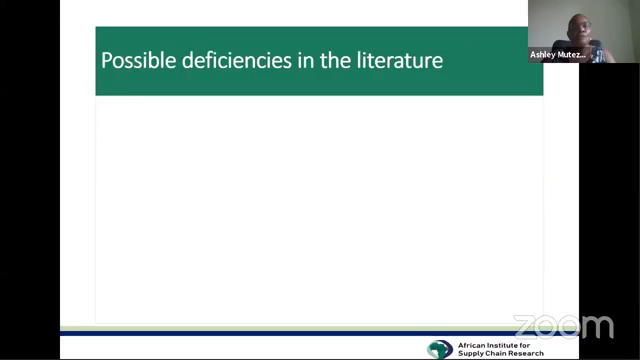 Possible deficiencies in the literature
Ashley Mutez...
African Institute for
Supply Chain Research
zoom